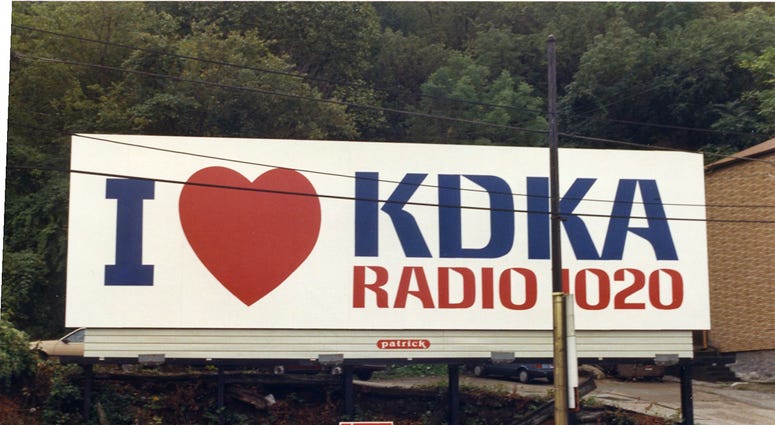 I ❤ KDKA
RADIO 1020
patrick